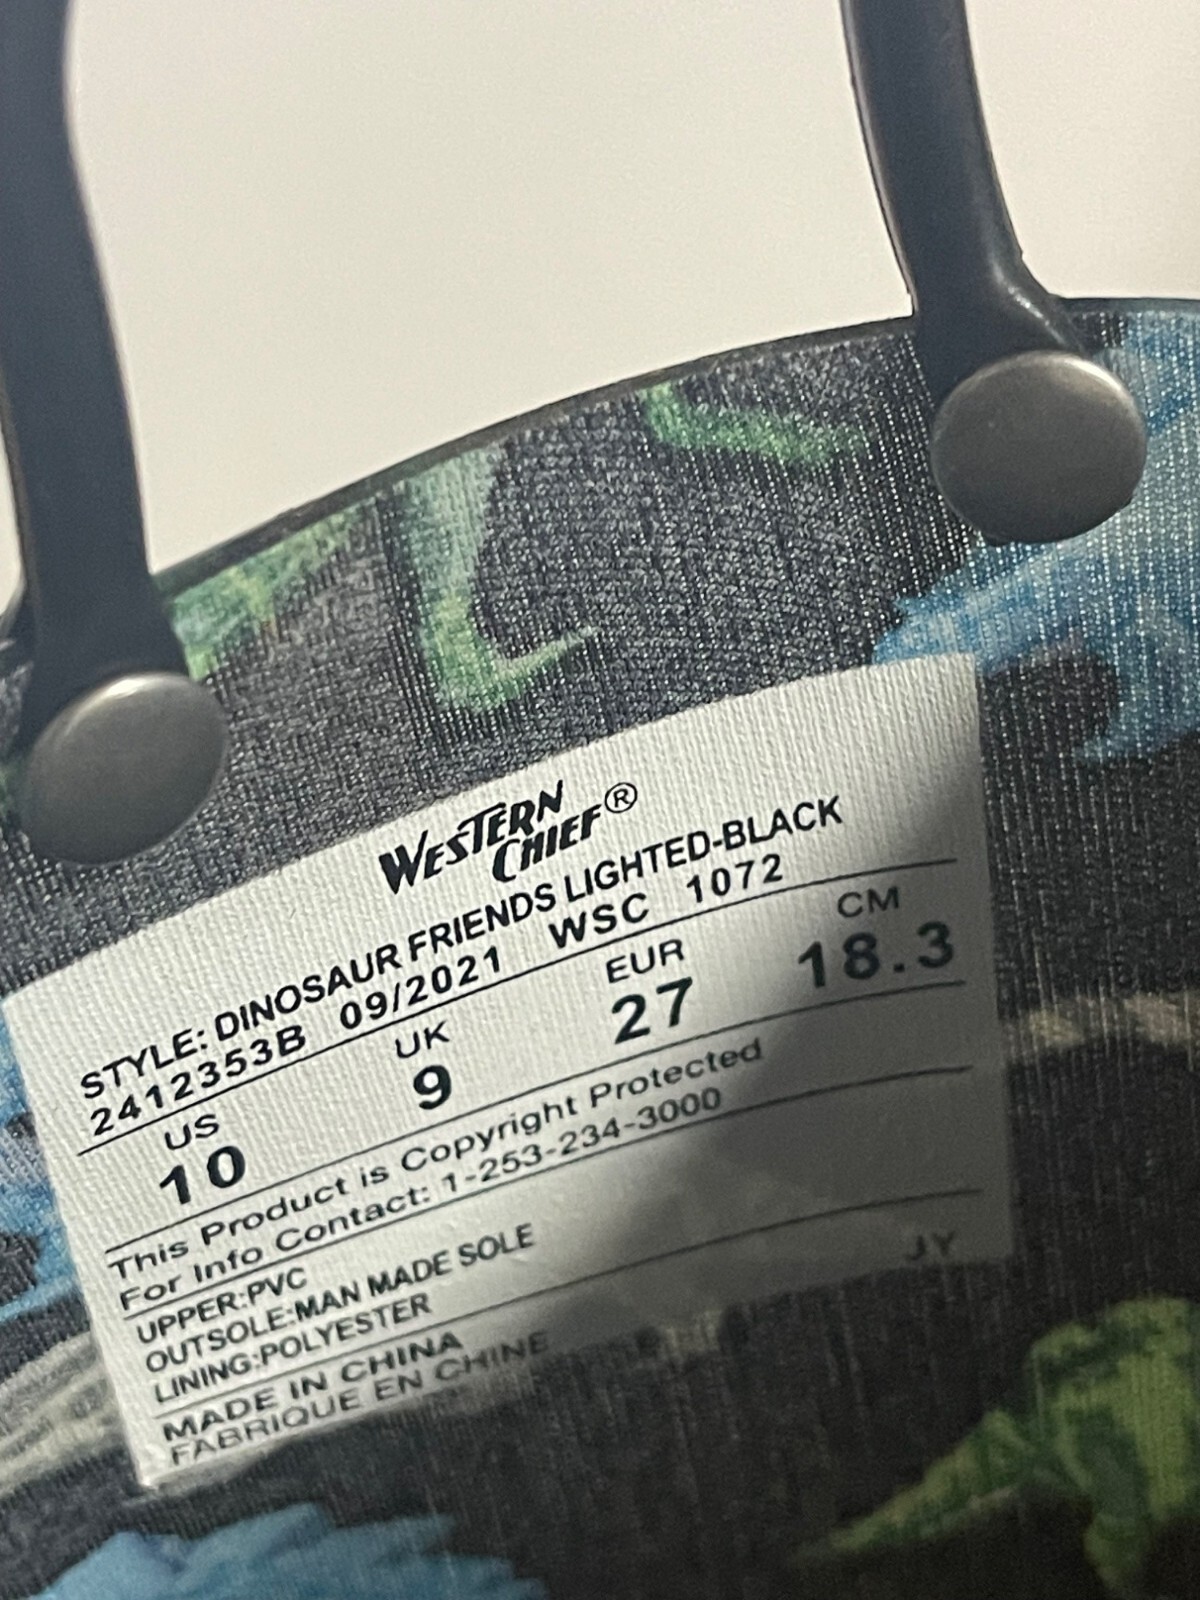 WESTERN
CHIEF®
STYLE: DINOSAUR FRIENDS LIGHTED-BLACK
2412353B 09/2021 WSC 1072
US UK EUR CM
10 9 27 18.3
This Product is Copyright Protected
For Info Contact: 1-253-234-3000
UPPER:PVC
OUTSOLE:MAN MADE SOLE
LINING:POLYESTER
JY
MADE IN CHINA
FABRIQUE EN CHINE